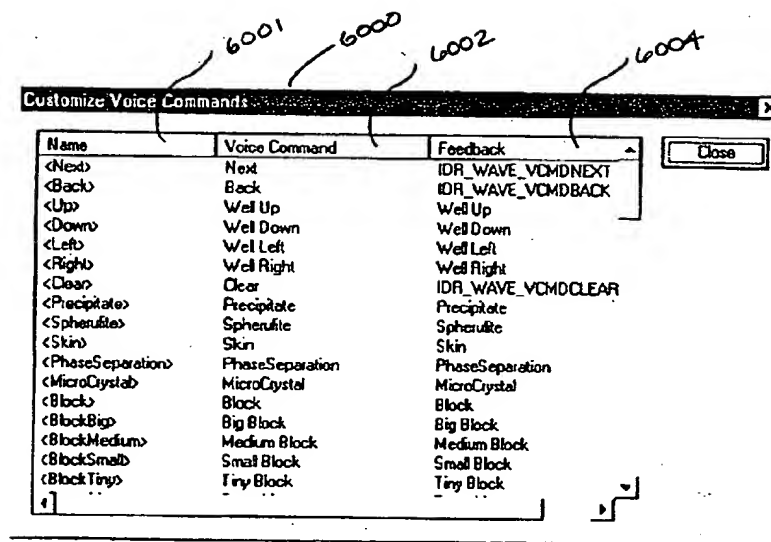 6001 6000 6002 6004
Customize Voice Commands
Name Voice Command Feedback Close
<Next> Next IDR_WAVE_VCMDNEXT
<Back> Back IDR_WAVE_VCMDBACK
<Up> Well Up Well Up
<Down> Well Down Well Down
<Left> Well Left Well Left
<Right> Well Right Well Right
<Clear> Clear IDR_WAVE_VCMDCLEAR
<Precipitate> Precipitate Precipitate
<Spherulite> Spherulite Spherulite
<Skin> Skin Skin
<PhaseSeparation> PhaseSeparation PhaseSeparation
<MicroCrystal> MicroCrystal MicroCrystal
<Block> Block Block
<BlockBig> Big Block Big Block
<BlockMedium> Medium Block Medium Block
<BlockSmall> Small Block Small Block
<BlockTiny> Tiny Block Tiny Block